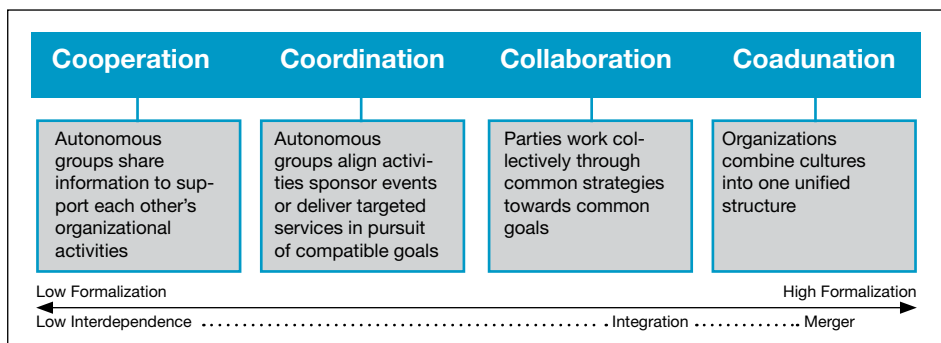 Cooperation
Coordination
Collaboration
Coadunation
Autonomous
groups share
information to sup-
port each other's
organizational
activities
Autonomous
groups align activi-
ties sponsor events
or deliver targeted
services in pursuit
of compatible goals
Parties work col-
lectively through
common strategies
towards common
goals
Organizations
combine cultures
into one unified
structure
Low Formalization
High Formalization
Low Interdependence
Integration
Merger